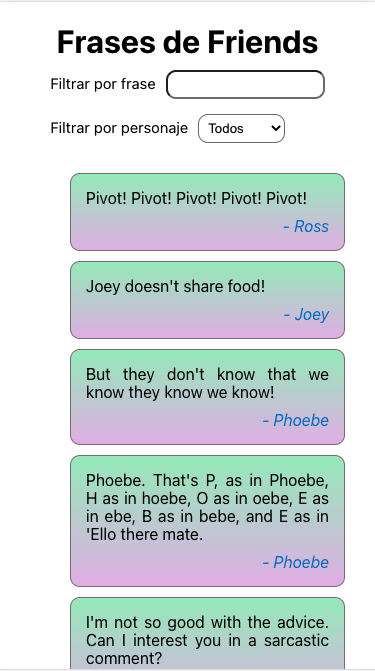 Frases de Friends
Filtrar por frase
Filtrar por personaje Todos
Pivot! Pivot! Pivot! Pivot! Pivot!
- Ross
Joey doesn't share food!
- Joey
But they don't know that we
know they know we know!
- Phoebe
Phoebe. That's P, as in Phoebe,
H as in hoebe, O as in oebe, E as
in ebe, B as in bebe, and E as in
'Ello there mate.
- Phoebe
I'm not so good with the advice.
Can I interest you in a sarcastic
comment?